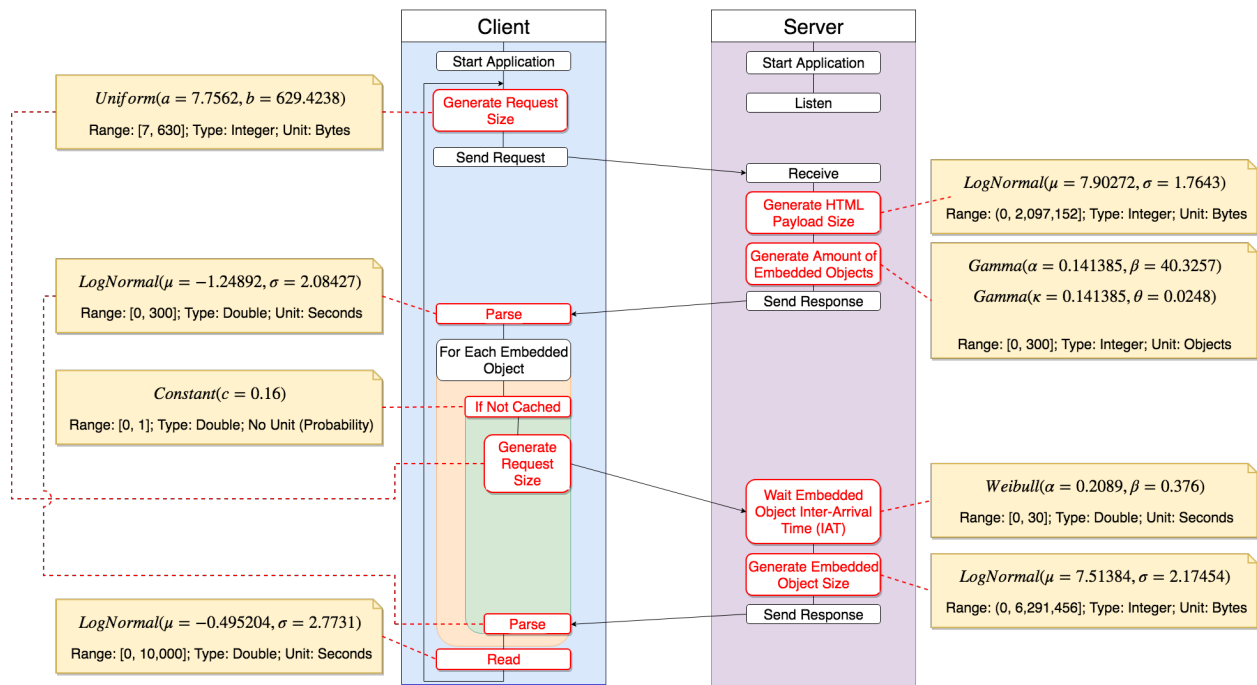 Client
Server
Start Application
Start Application
Uniform(a = 7.7562, b = 629.4238)
Range: [7, 630]; Type: Integer; Unit: Bytes
Generate Request
Size
Listen
Send Request
Receive
LogNormal(μ = 7.90272, σ = 1.7643)
Range: (0, 2,097,152]; Type: Integer; Unit: Bytes
Generate HTML
Payload Size
Generate Amount of
Embedded Objects
Gamma(α = 0.141385, β = 40.3257)
Gamma(κ = 0.141385, θ = 0.0248)
Range: [0, 300]; Type: Integer; Unit: Objects
LogNormal(μ = −1.24892, σ = 2.08427)
Range: [0, 300]; Type: Double; Unit: Seconds
Send Response
Parse
For Each Embedded
Object
Constant(c = 0.16)
Range: [0, 1]; Type: Double; No Unit (Probability)
If Not Cached
Generate
Request
Size
Wait Embedded
Object Inter-Arrival
Time (IAT)
Weibull(α = 0.2089, β = 0.376)
Range: [0, 30]; Type: Double; Unit: Seconds
Generate Embedded
Object Size
LogNormal(μ = 7.51384, σ = 2.17454)
Range: (0, 6,291,456]; Type: Integer; Unit: Bytes
Send Response
Parse
LogNormal(μ = −0.495204, σ = 2.7731)
Range: [0, 10,000]; Type: Double; Unit: Seconds
Read